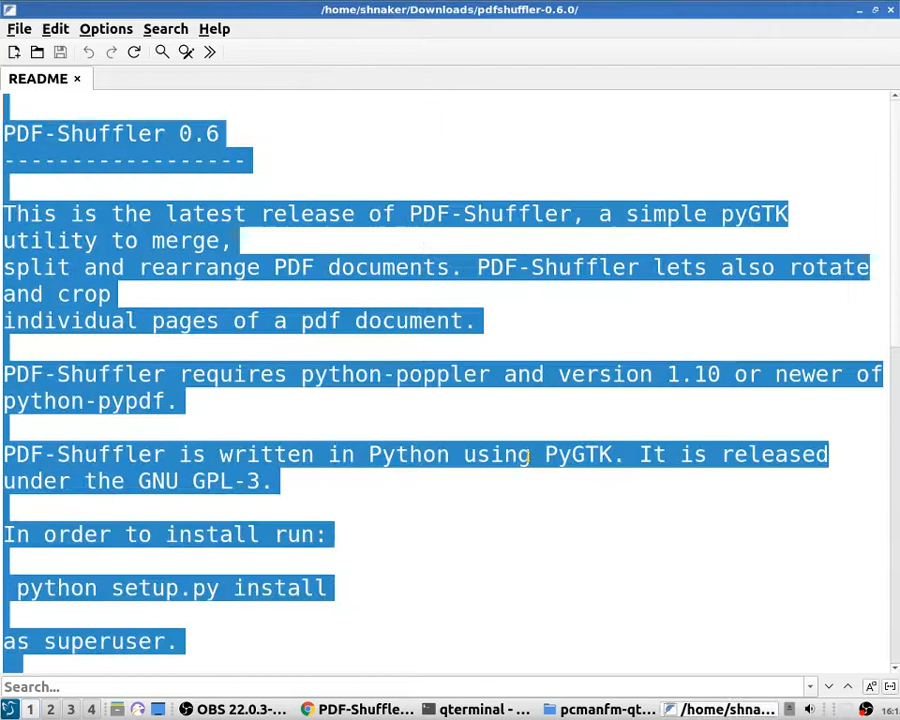 /home/shnaker/Downloads/pdfshuffler-0.6.0/
File Edit Options Search Help
README ×
PDF-Shuffler 0.6
------------------
This is the latest release of PDF-Shuffler, a simple pyGTK
utility to merge,
split and rearrange PDF documents. PDF-Shuffler lets also rotate
and crop
individual pages of a pdf document.
PDF-Shuffler requires python-poppler and version 1.10 or newer of
python-pypdf.
PDF-Shuffler is written in Python using PyGTK. It is released
under the GNU GPL-3.
In order to install run:
python setup.py install
as superuser.
Search...
1 2 3 4 OBS 22.0.3-... PDF-Shuffle... qterminal - ... pcmanfm-qt... /home/shna... 16:1